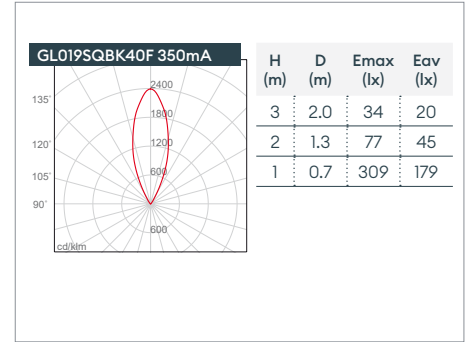 GL019SQBK40F 350mA
2400
135°
1800
120°
1200
105°
600
90°
600
cd/klm
H D Emax Eav
(m) (m) (lx) (lx)
3 2.0 34 20
2 1.3 77 45
1 0.7 309 179